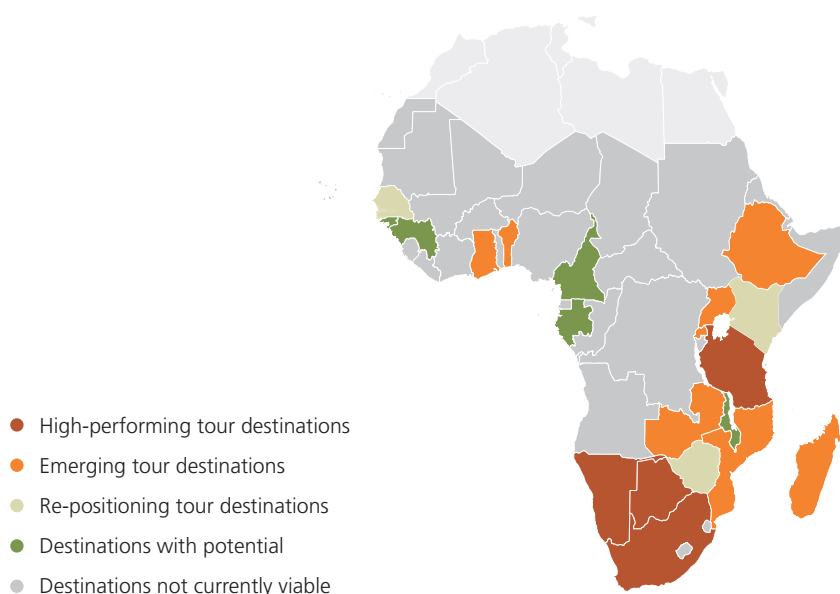 High-performing tour destinations
Emerging tour destinations
Re-positioning tour destinations
Destinations with potential
Destinations not currently viable